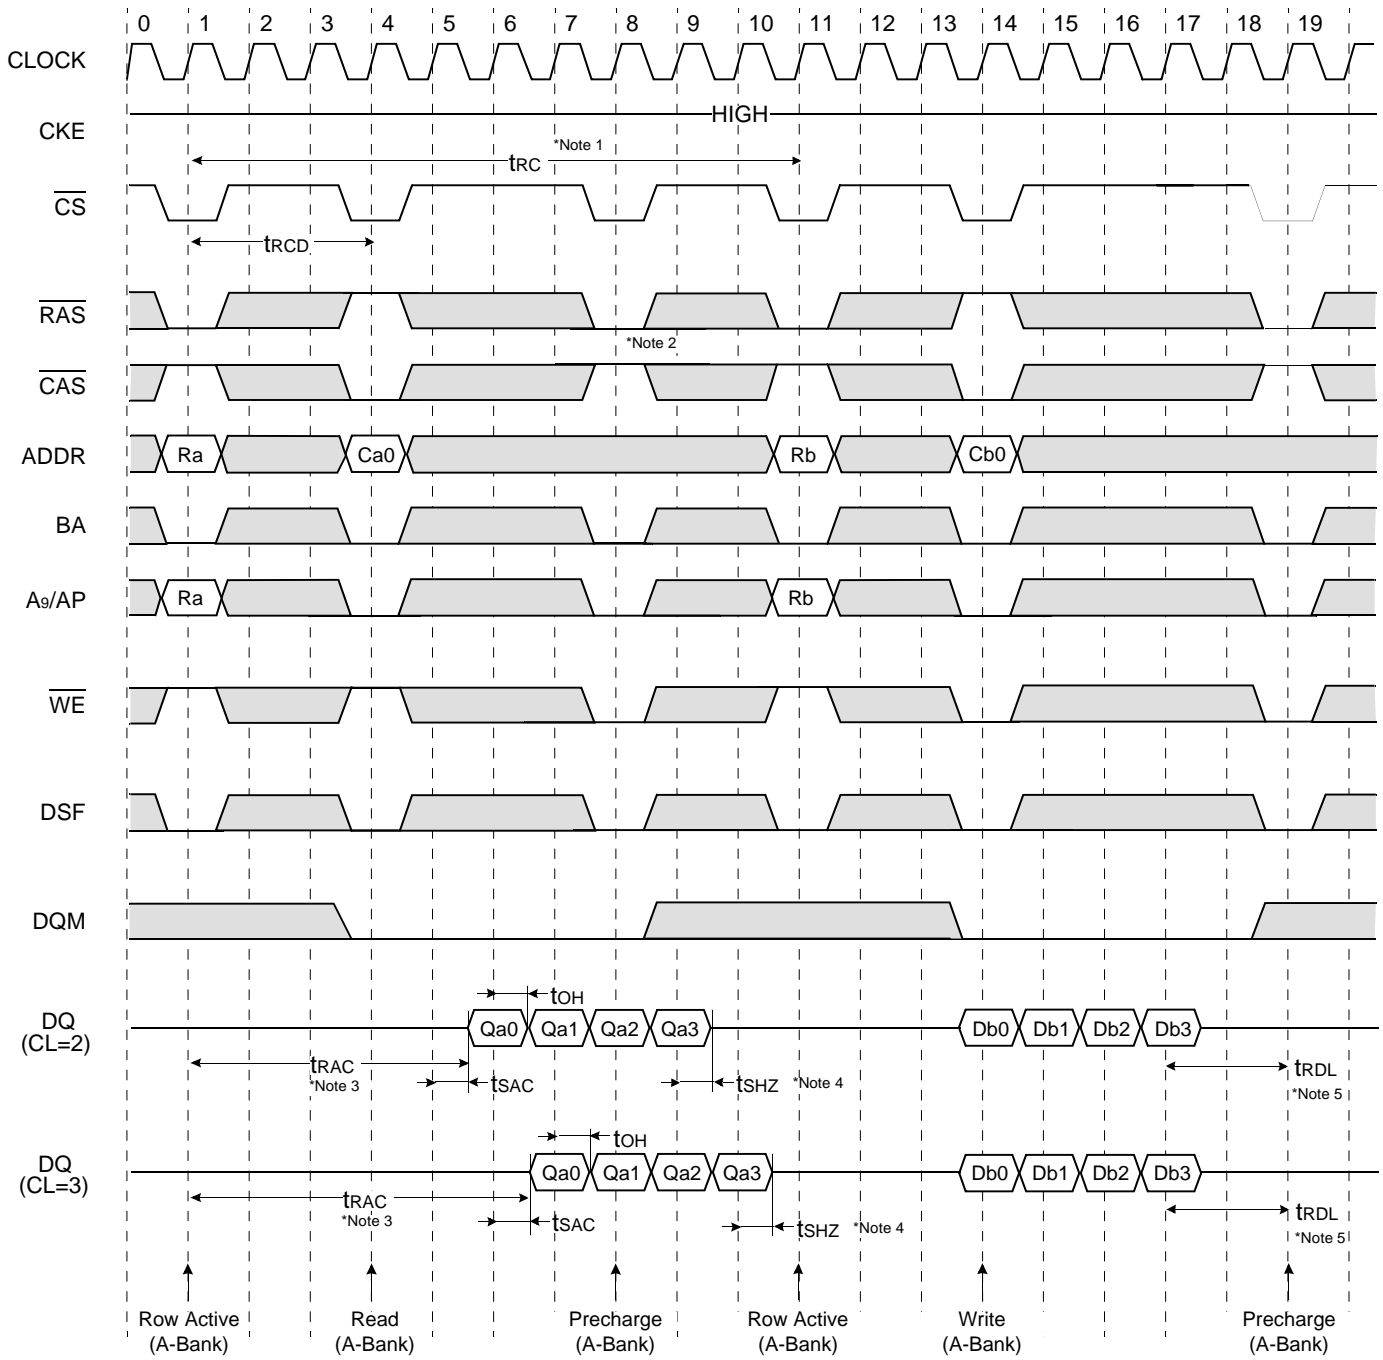 0 1 2 3 4 5 6 7 8 9 10 11 12 13 14 15 16 17 18 19
CLOCK
CKE HIGH
tRC *Note 1
CS
tRCD
RAS
*Note 2
CAS
ADDR Ra Ca0 Rb Cb0
BA
A9/AP Ra Rb
WE
DSF
DQM
tOH
DQ
(CL=2) Qa0 Qa1 Qa2 Qa3 Db0 Db1 Db2 Db3
tRAC
*Note 3
tSAC
tSHZ *Note 4
tRDL
*Note 5
tOH
DQ
(CL=3) Qa0 Qa1 Qa2 Qa3 Db0 Db1 Db2 Db3
tRAC
*Note 3
tSAC
tSHZ *Note 4
tRDL
*Note 5
Row Active Read Precharge Row Active Write Precharge
(A-Bank) (A-Bank) (A-Bank) (A-Bank) (A-Bank) (A-Bank)